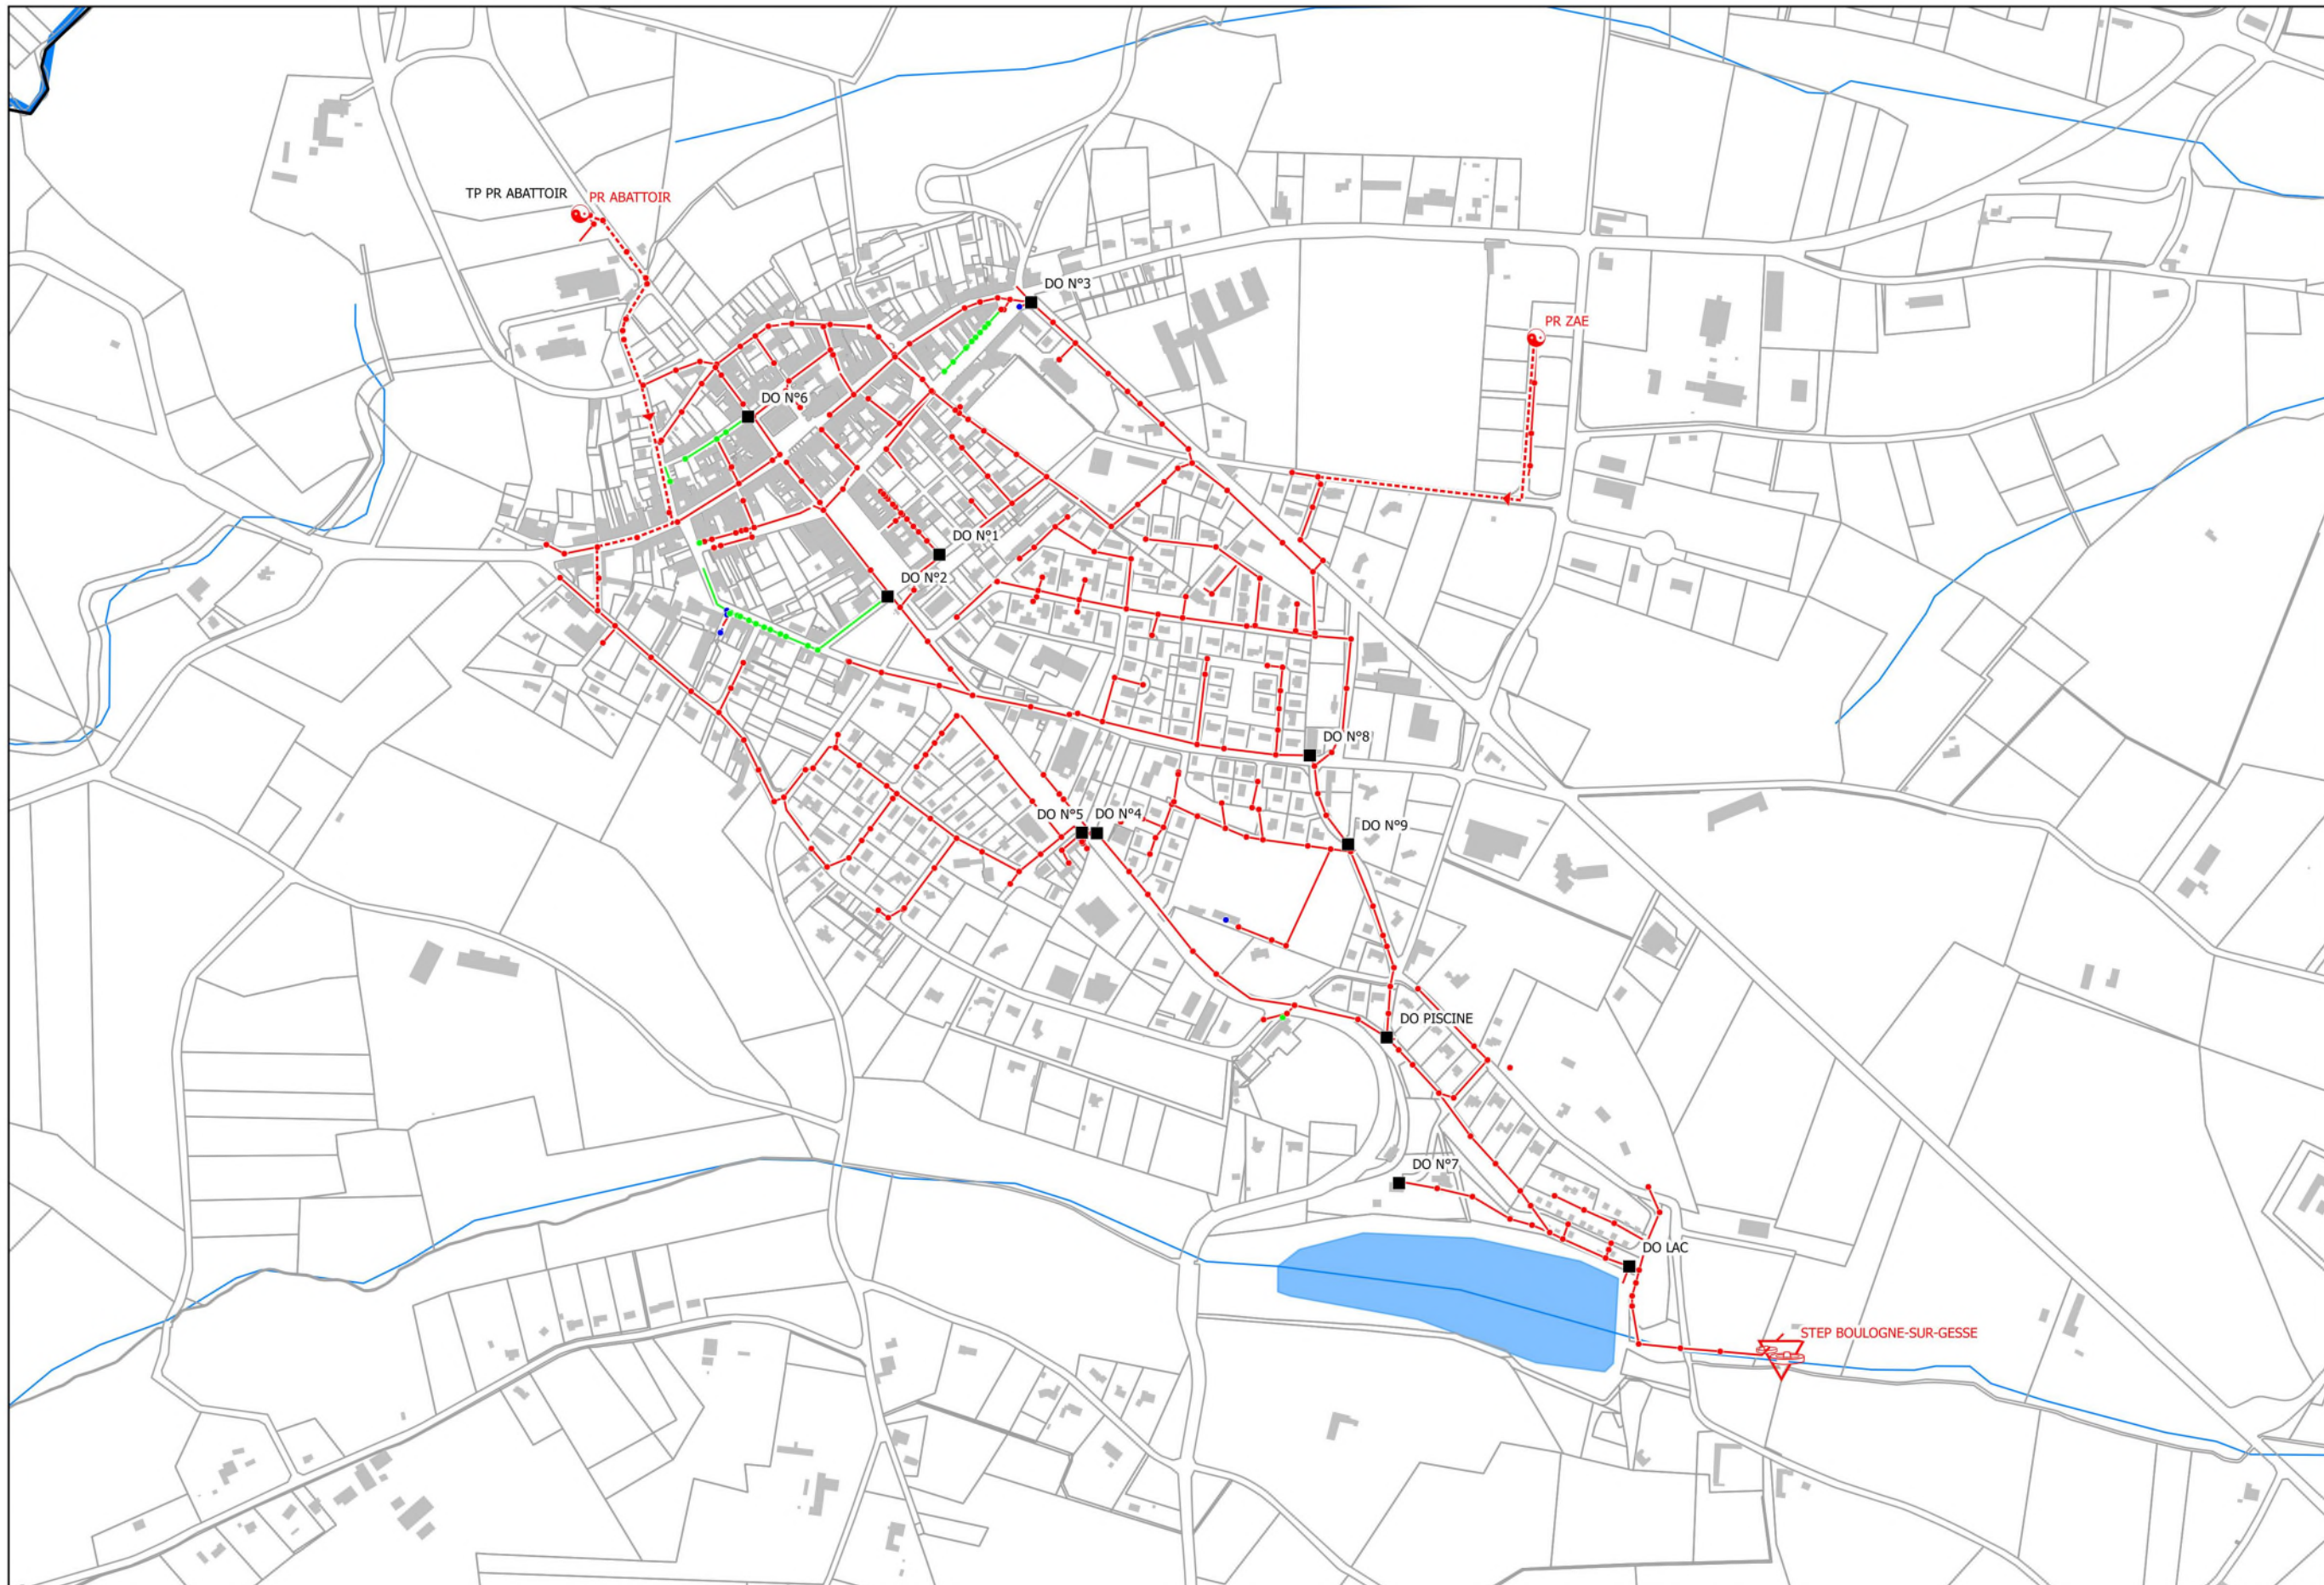 TP PR ABATTOIR
PR ABATTOIR
DO N°3
PR ZAE
DO N°6
DO N°1
DO N°2
DO N°8
DO N°5
DO N°4
DO N°9
DO PISCINE
DO N°7
DO LAC
STEP BOULOGNE-SUR-GESSE